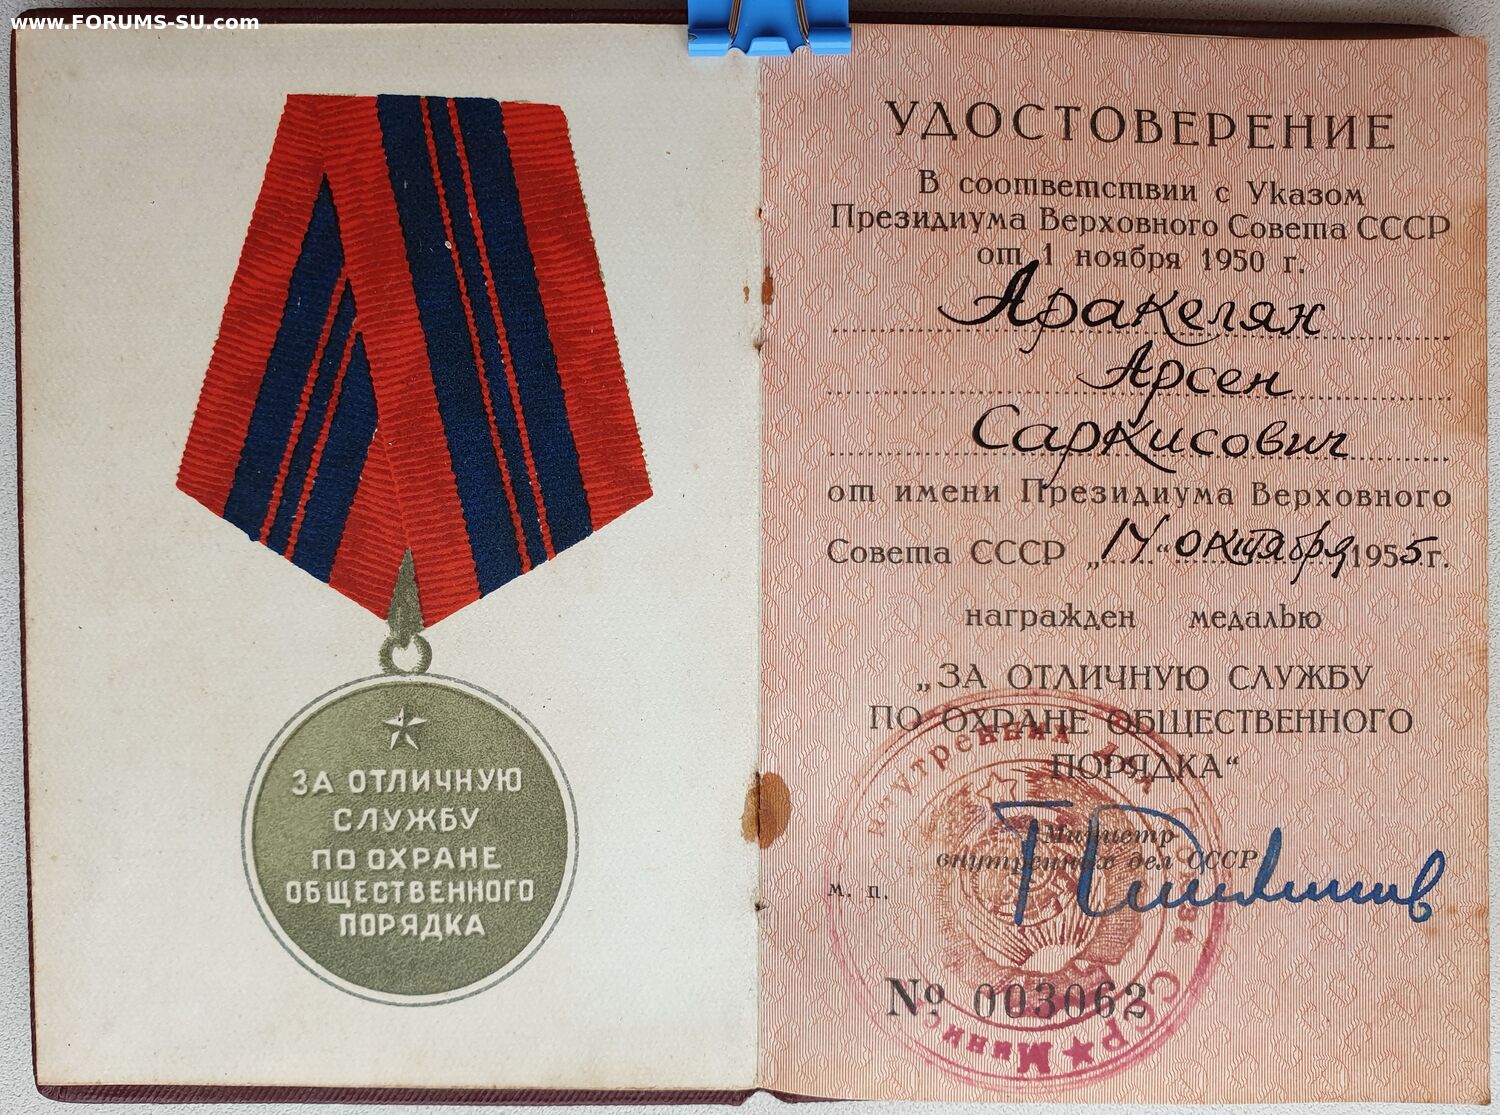 www.FORUMS-SU.com
ЗА ОТЛИЧНУЮ
СЛУЖБУ
ПО ОХРАНЕ
ОБЩЕСТВЕННОГО
ПОРЯДКА
УДОСТОВЕРЕНИЕ
В соответствии с Указом
Президиума Верховного Совета СССР
от 1 ноября 1950 г.
Аракелян
Арсен
Саркисович
от имени Президиума Верховного
Совета СССР „14“ октября 1955 г.
награжден медалью
„ЗА ОТЛИЧНУЮ СЛУЖБУ
ПО ОХРАНЕ ОБЩЕСТВЕННОГО
ПОРЯДКА“
Министр
внутренних дел СССР
м. п.
№ 003062